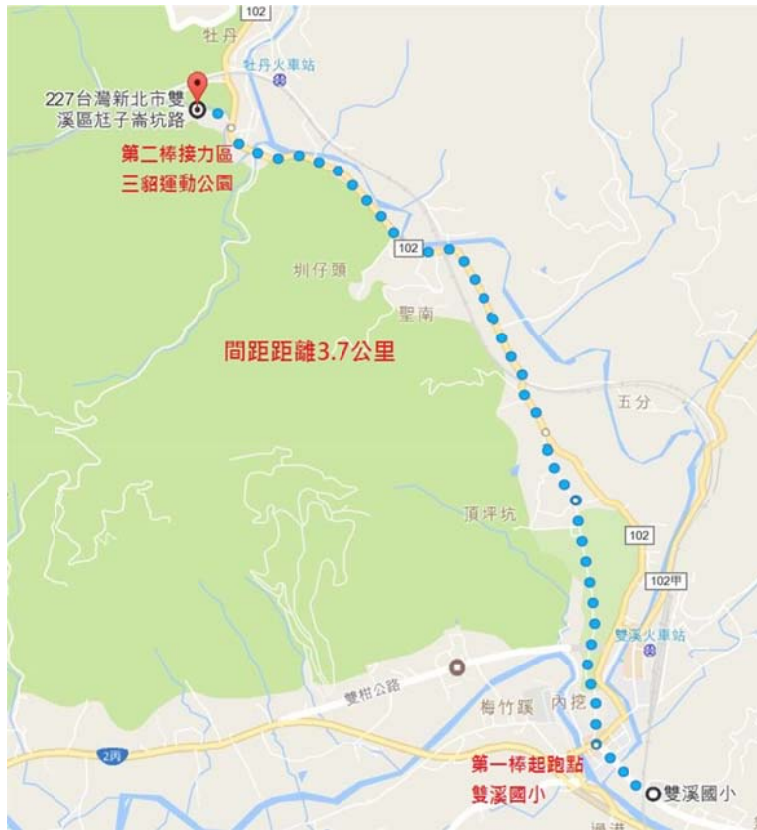 102
牡丹
牡丹火車站
227台灣新北市雙
溪區尪子崙坑路
第二棒接力區
三貂運動公園
102
圳仔頭
聖南
間距距離3.7公里
五分
頂坪坑
102
102甲
雙溪火車站
雙柑公路
梅竹蹊
內挖
2丙
第一棒起跑點
雙溪國小
雙溪國小